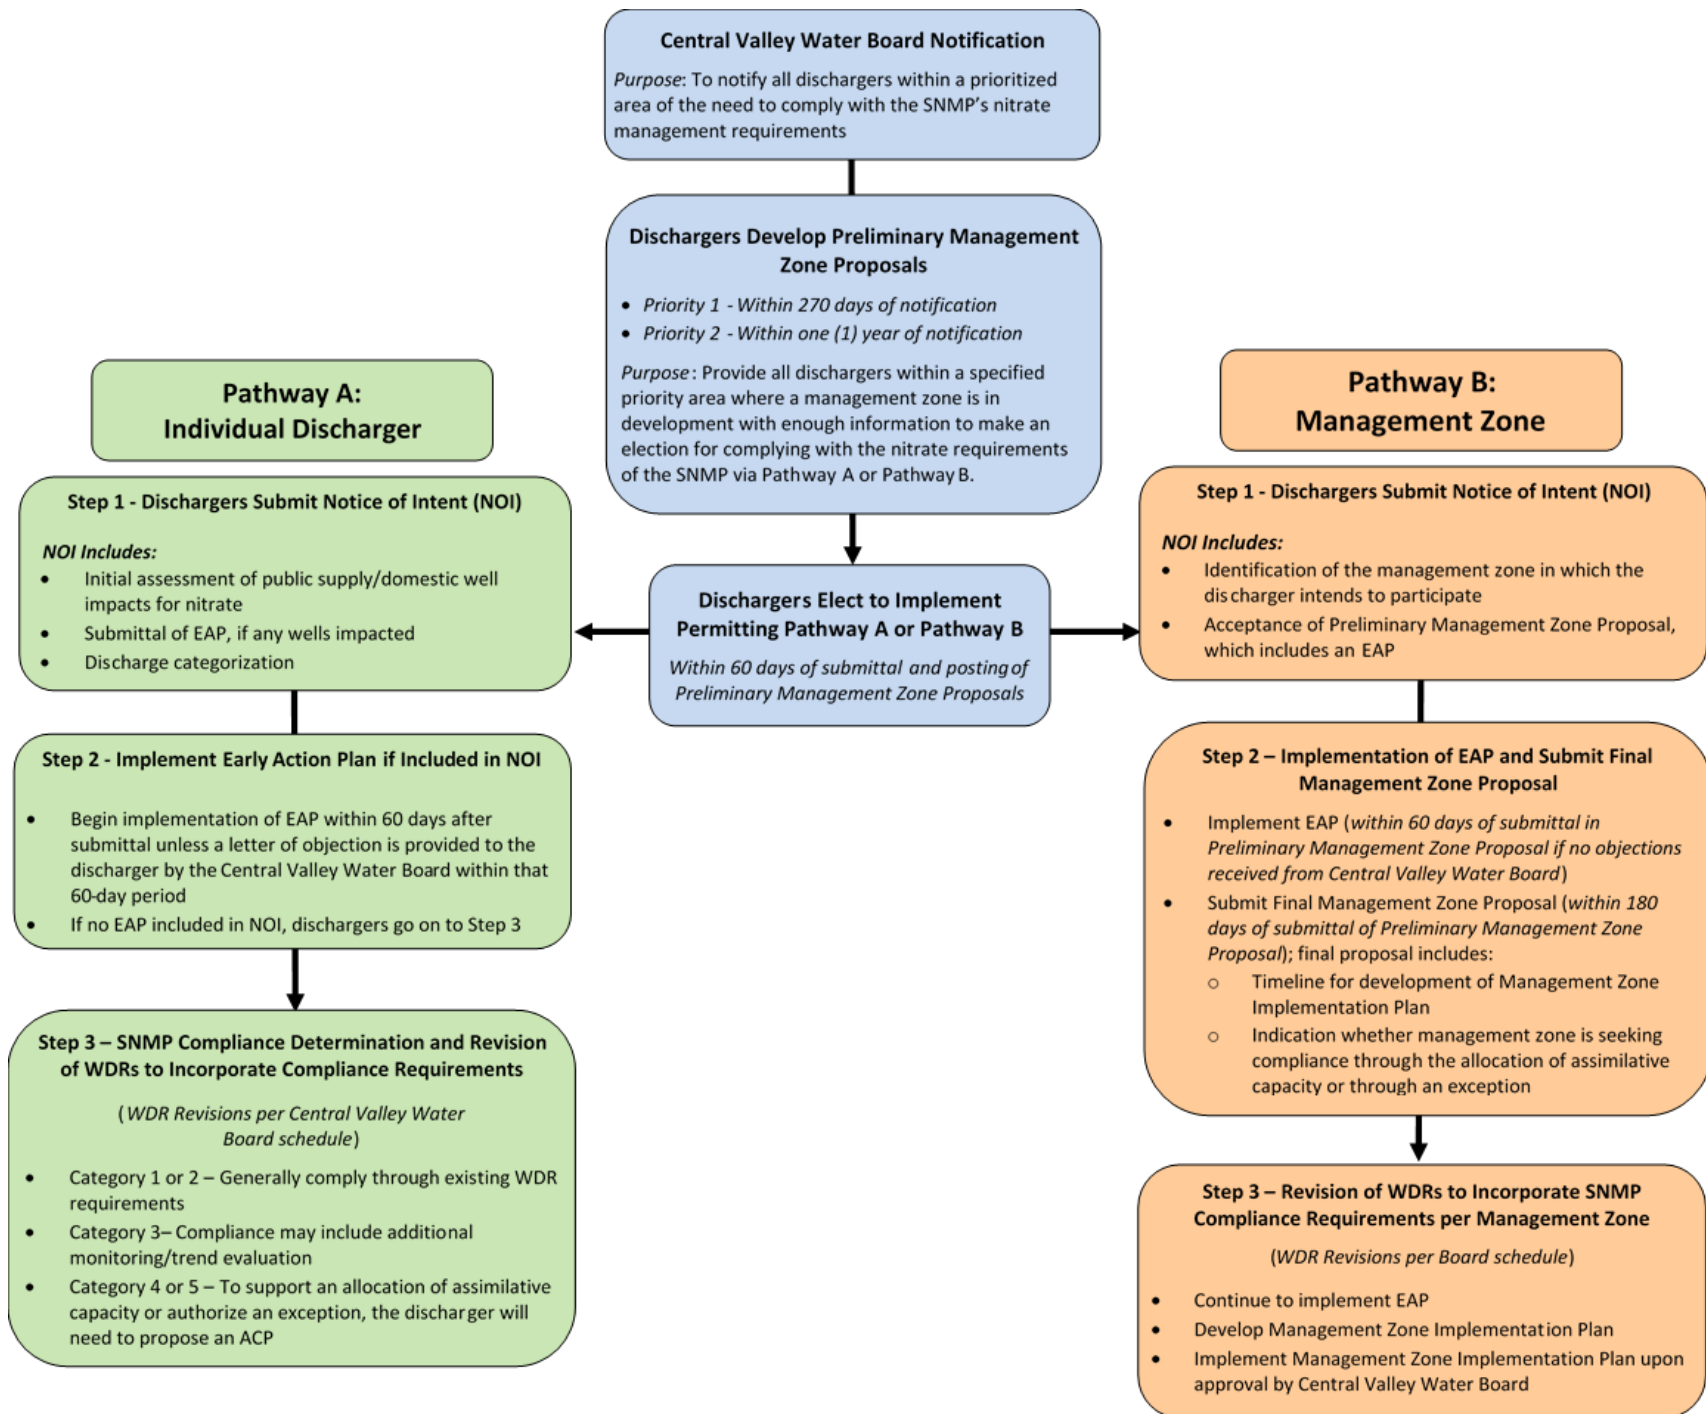 Central Valley Water Board Notification
Purpose: To notify all dischargers within a prioritized
area of the need to comply with the SNMP's nitrate
management requirements
Dischargers Develop Preliminary Management
Zone Proposals
• Priority 1 - Within 270 days of notification
• Priority 2 - Within one (1) year of notification
Purpose: Provide all dischargers within a specified
priority area where a management zone is in
development with enough information to make an
election for complying with the nitrate requirements
of the SNMP via Pathway A or Pathway B.
Dischargers Elect to Implement
Permitting Pathway A or Pathway B
Within 60 days of submittal and posting of
Preliminary Management Zone Proposals
Pathway A:
Individual Discharger
Step 1 - Dischargers Submit Notice of Intent (NOI)
NOI Includes:
• Initial assessment of public supply/domestic well
impacts for nitrate
• Submittal of EAP, if any wells impacted
• Discharge categorization
Step 2 - Implement Early Action Plan if Included in NOI
• Begin implementation of EAP within 60 days after
submittal unless a letter of objection is provided to the
discharger by the Central Valley Water Board within that
60-day period
• If no EAP included in NOI, dischargers go on to Step 3
Step 3 – SNMP Compliance Determination and Revision
of WDRs to Incorporate Compliance Requirements
(WDR Revisions per Central Valley Water
Board schedule)
• Category 1 or 2 – Generally comply through existing WDR
requirements
• Category 3– Compliance may include additional
monitoring/trend evaluation
• Category 4 or 5 – To support an allocation of assimilative
capacity or authorize an exception, the discharger will
need to propose an ACP
Pathway B:
Management Zone
Step 1 - Dischargers Submit Notice of Intent (NOI)
NOI Includes:
• Identification of the management zone in which the
discharger intends to participate
• Acceptance of Preliminary Management Zone Proposal,
which includes an EAP
Step 2 – Implementation of EAP and Submit Final
Management Zone Proposal
• Implement EAP (within 60 days of submittal in
Preliminary Management Zone Proposal if no objections
received from Central Valley Water Board)
• Submit Final Management Zone Proposal (within 180
days of submittal of Preliminary Management Zone
Proposal); final proposal includes:
o Timeline for development of Management Zone
Implementation Plan
o Indication whether management zone is seeking
compliance through the allocation of assimilative
capacity or through an exception
Step 3 – Revision of WDRs to Incorporate SNMP
Compliance Requirements per Management Zone
(WDR Revisions per Board schedule)
• Continue to implement EAP
• Develop Management Zone Implementation Plan
• Implement Management Zone Implementation Plan upon
approval by Central Valley Water Board